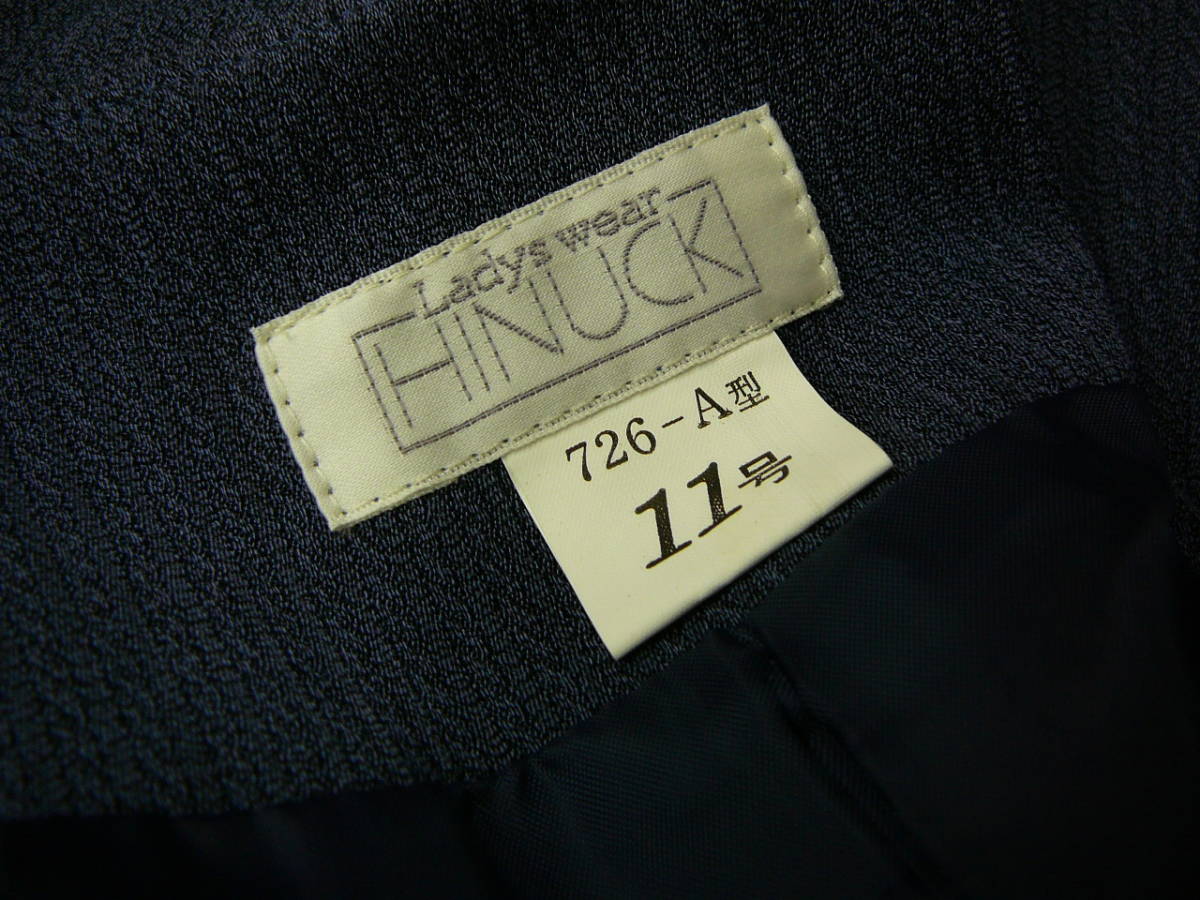 Ladys wear
HINUCK
726-A型
11号